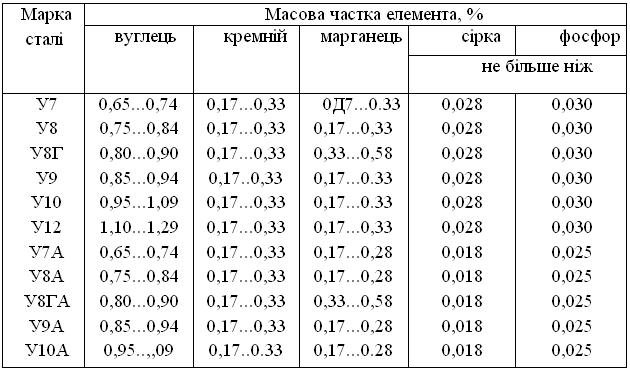 Марка сталі Масова частка елемента, %
вуглець кремній марганець сірка фосфор
не більше ніж
У7 0,65...0,74 0,17...0,33 0Д7...0.33 0,028 0,030
У8 0,75...0,84 0,17...0,33 0,17...0,33 0,028 0,030
У8Г 0,80...0,90 0,17...0,33 0,33...0,58 0,028 0,030
У9 0,85...0,94 0,17..0,33 0,17...0.33 0,028 0,030
У10 0,95...1,09 0,17...0,33 0,17...0.33 0,028 0,030
У12 1,10...1,29 0,17...0,33 0,17...0,33 0,028 0,030
У7А 0,65...0,74 0,17...0,33 0,17...0,28 0,018 0,025
У8А 0,75...0,84 0,17...0,33 0,17...0,28 0,018 0,025
У8ГА 0,80...0,90 0,17...0,33 0,33...0,58 0,018 0,025
У9А 0,85...0,94 0,17...0,33 0,17...0,28 0,018 0,025
У10А 0,95..,,09 0,17..0.33 0,17...0.28 0,018 0,025